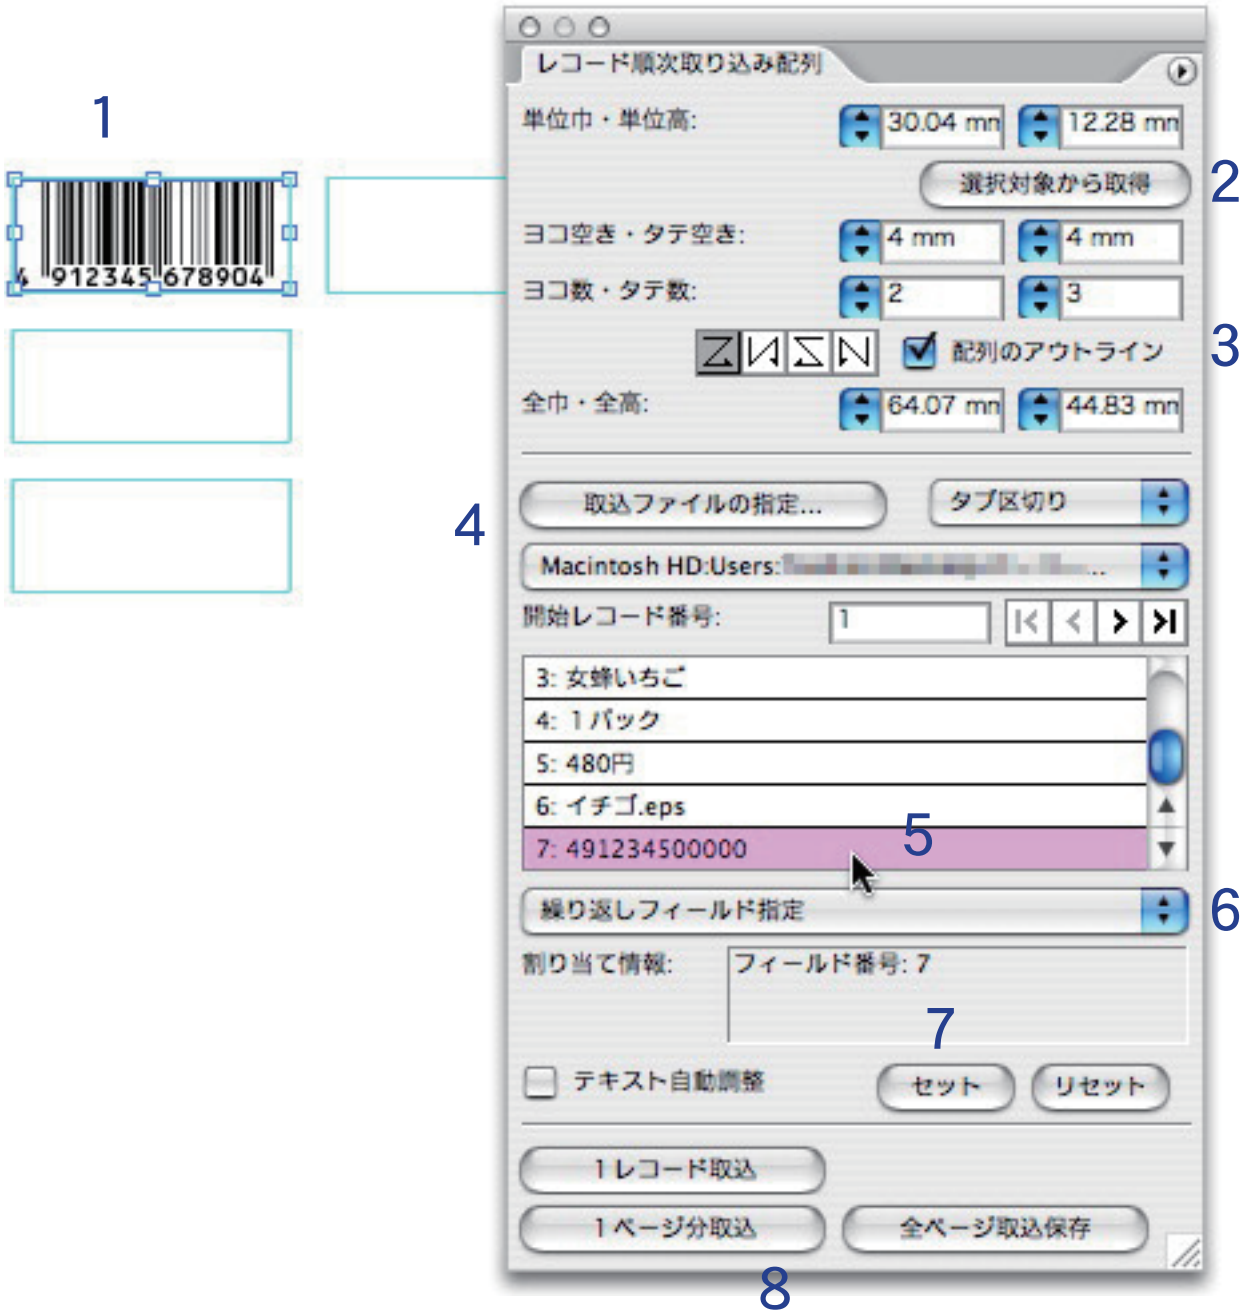 レコード順次取り込み配列
1
単位巾・単位高: 30.04 mm 12.28 mm
選択対象から取得 2
ヨコ空き・タテ空き: 4 mm 4 mm
4 912345 678904
ヨコ数・タテ数: 2 3
配列のアウトライン 3
全巾・全高: 64.07 mm 44.83 mm
4 取込ファイルの指定... タブ区切り
Macintosh HD:Users: ...
開始レコード番号: 1
3: 女蜂いちご
4: 1パック
5: 480円
6: イチゴ.eps
7: 491234500000 5
繰り返しフィールド指定 6
割り当て情報: フィールド番号: 7
7
テキスト自動調整 セット リセット
1レコード取込
1ページ分取込 全ページ取込保存
8